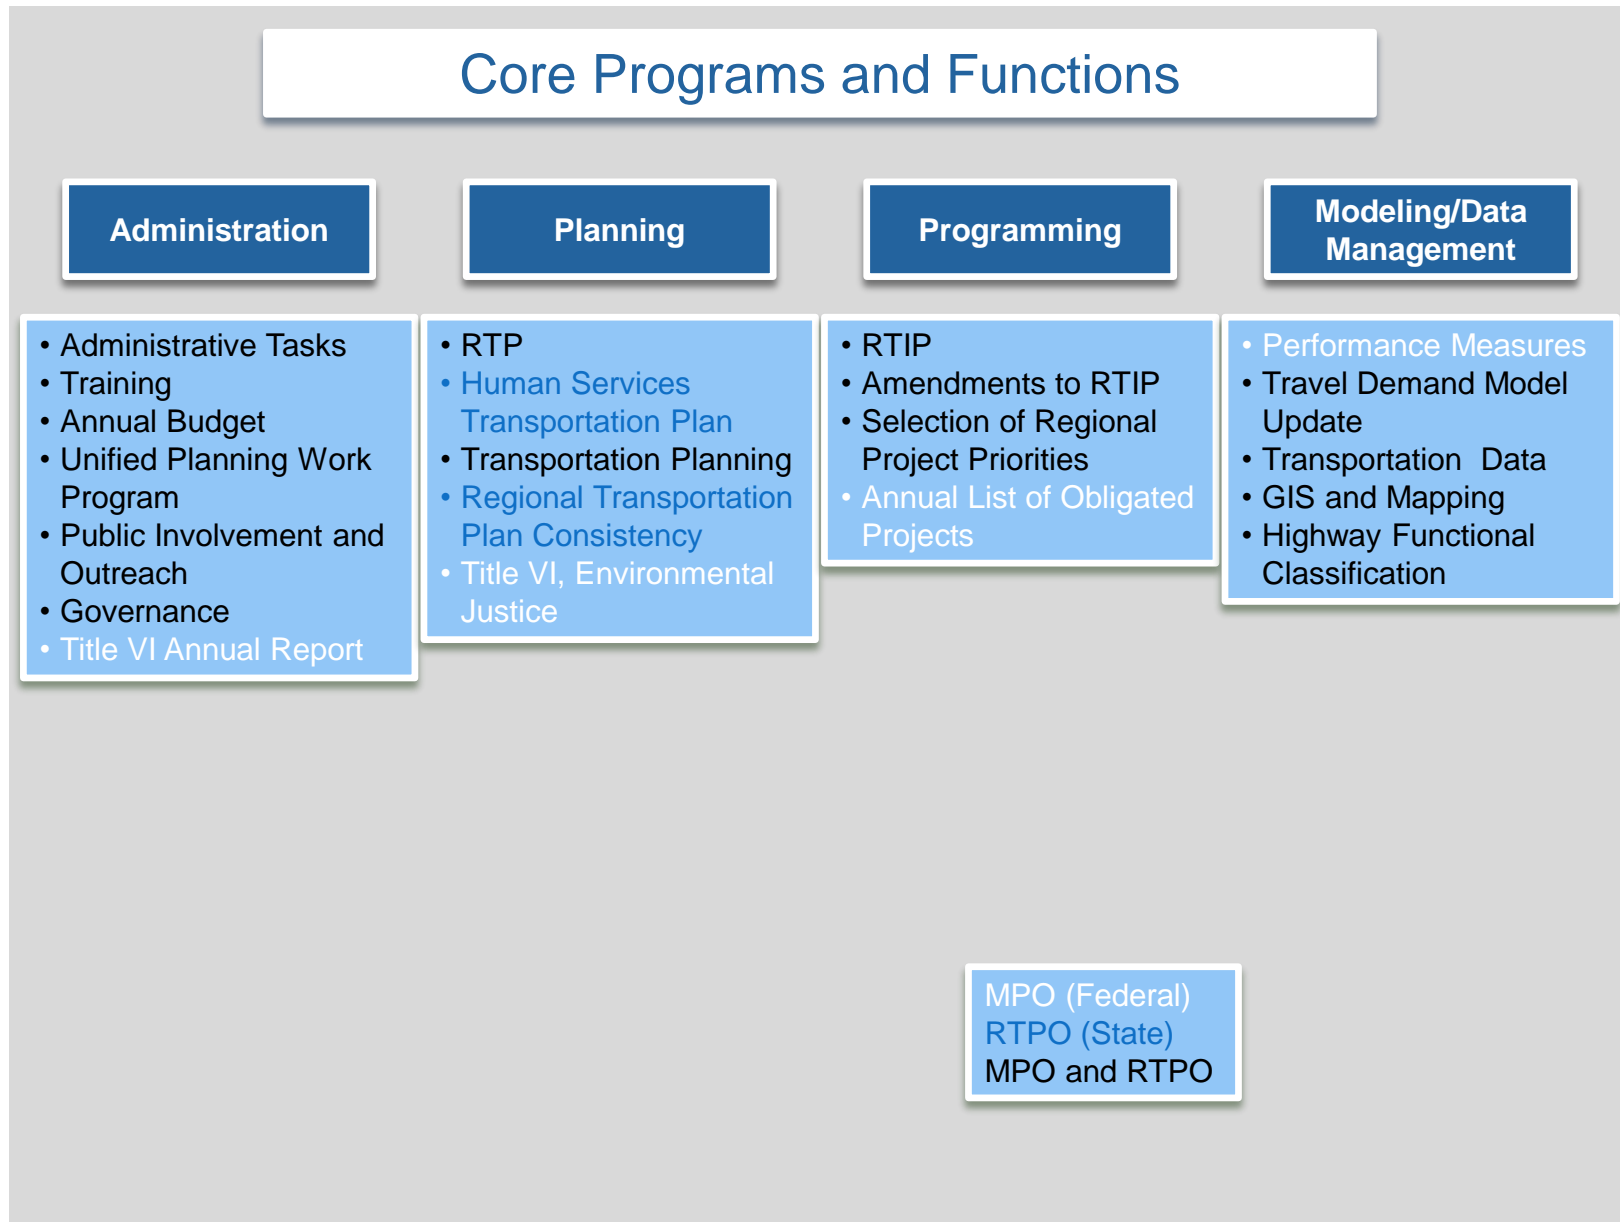 Core Programs and Functions
Administration
• Administrative Tasks
• Training
• Annual Budget
• Unified Planning Work
Program
• Public Involvement and
Outreach
• Governance
• Title VI Annual Report
Planning
• RTP
• Human Services
Transportation Plan
• Transportation Planning
• Regional Transportation
Plan Consistency
• Title VI, Environmental
Justice
Programming
• RTIP
• Amendments to RTIP
• Selection of Regional
Project Priorities
• Annual List of Obligated
Projects
Modeling/Data
Management
• Performance Measures
• Travel Demand Model
Update
• Transportation  Data
• GIS and Mapping
• Highway Functional
Classification
MPO (Federal)
RTPO (State)
MPO and RTPO